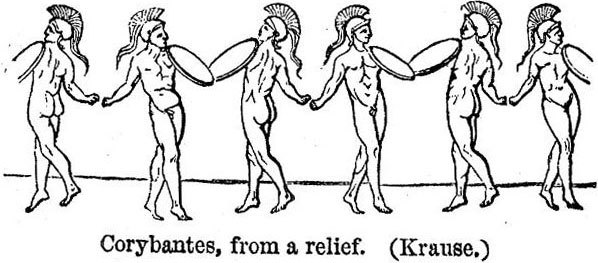 Corybantes, from a relief. (Krause.)